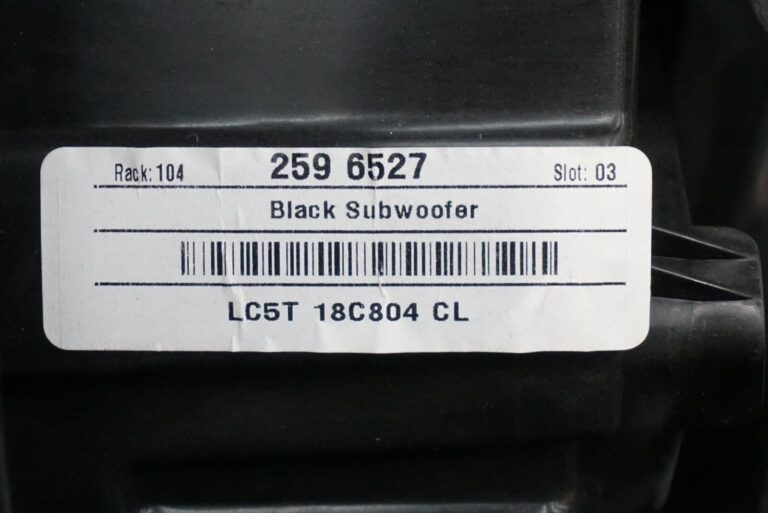 Rack: 104 259 6527 Slot: 03
Black Subwoofer
LC5T 18C804 CL